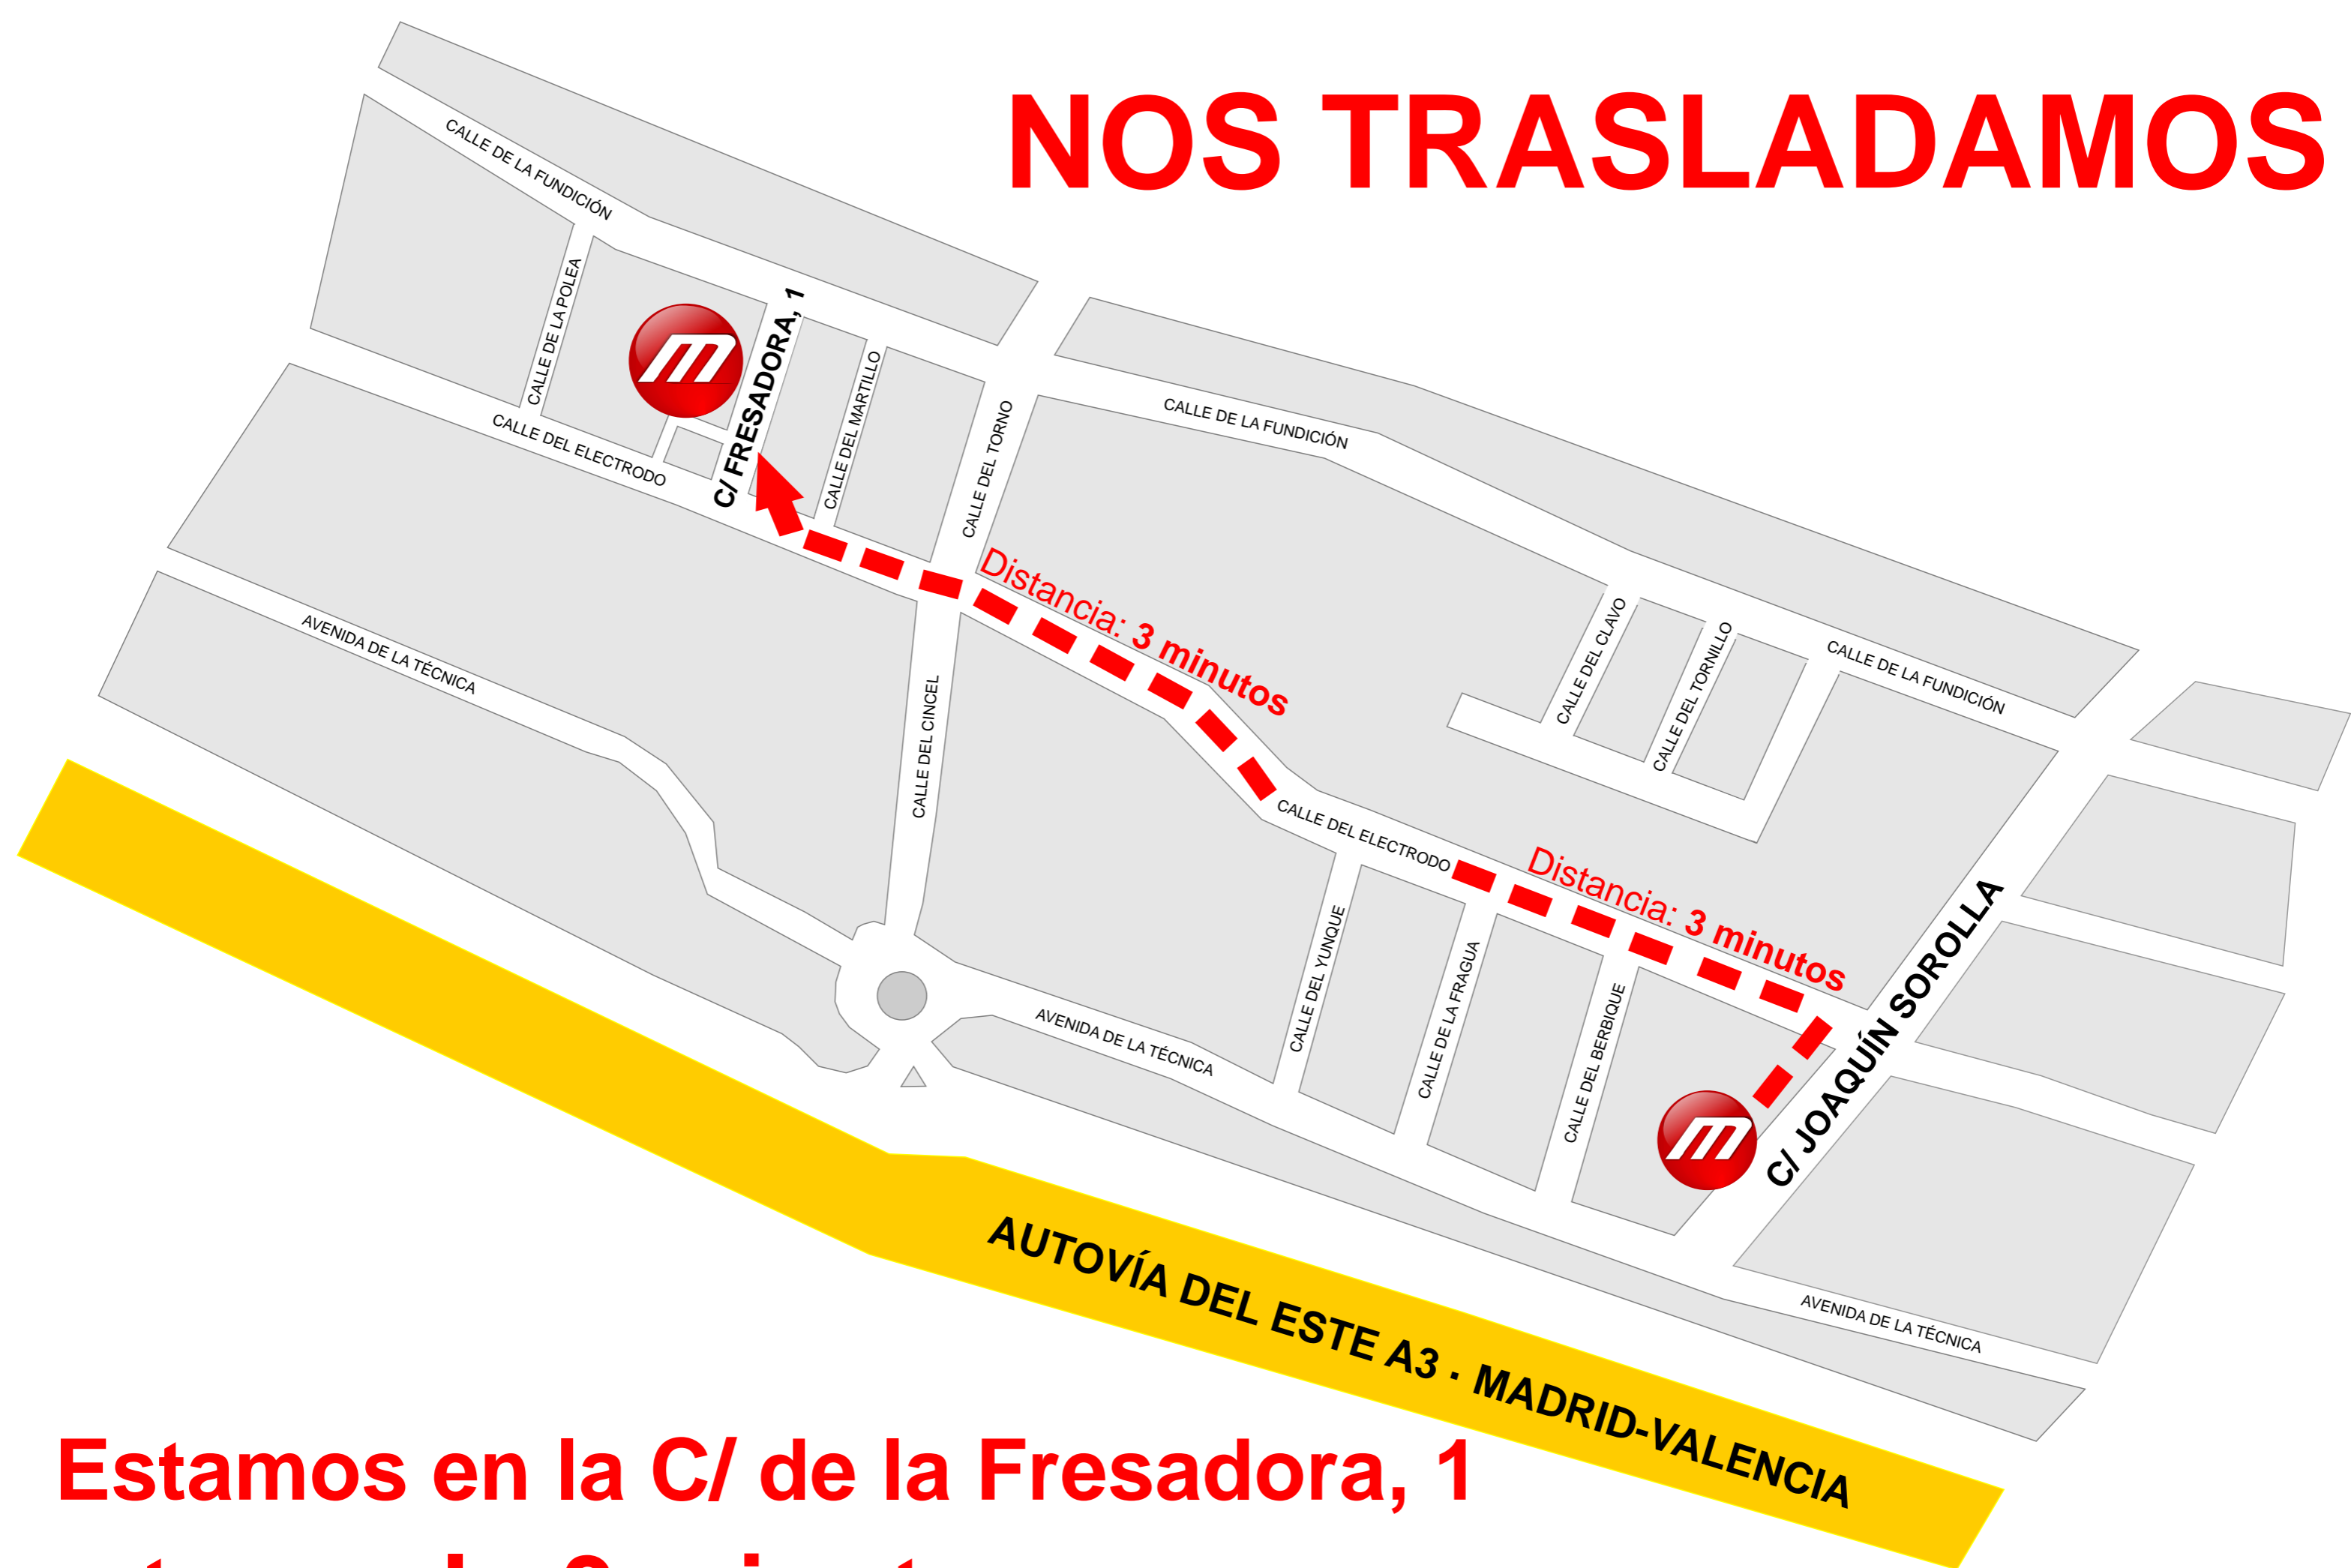 NOS TRASLADAMOS
CALLE DE LA FUNDICIÓN
CALLE DE LA POLEA
m
C/ FRESADORA, 1
CALLE DEL MARTILLO
CALLE DEL TORNO
CALLE DE LA FUNDICIÓN
CALLE DEL ELECTRODO
Distancia: 3 minutos
AVENIDA DE LA TÉCNICA
CALLE DEL CINCEL
CALLE DEL CLAVO
CALLE DEL TORNILLO
CALLE DE LA FUNDICIÓN
CALLE DEL ELECTRODO
Distancia: 3 minutos
C/ JOAQUÍN SOROLLA
CALLE DEL YUNQUE
CALLE DE LA FRAGUA
CALLE DEL BERBIQUE
AVENIDA DE LA TÉCNICA
m
AVENIDA DE LA TÉCNICA
AUTOVÍA DEL ESTE A3 · MADRID-VALENCIA
Estamos en la C/ de la Fresadora, 1